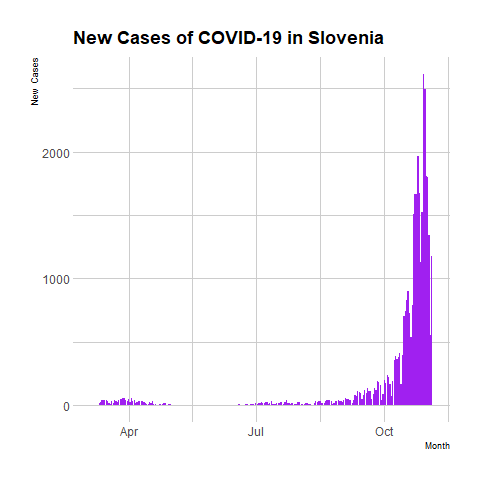 New Cases of COVID-19 in Slovenia
New Cases
2000
1000
0
Apr
Jul
Oct
Month